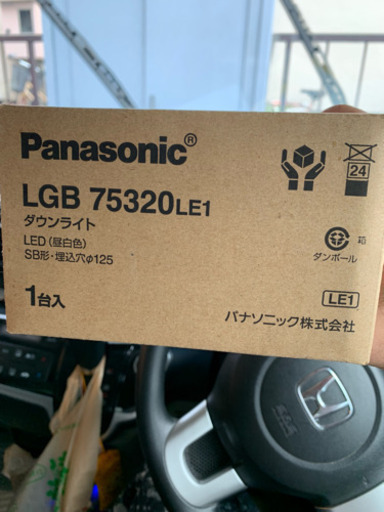 Panasonic®
LGB 75320LE1
ダウンライト
LED(昼白色)
SB形・埋込穴φ125
1台入
24
箱
ダンボール
LE1
パナソニック株式会社